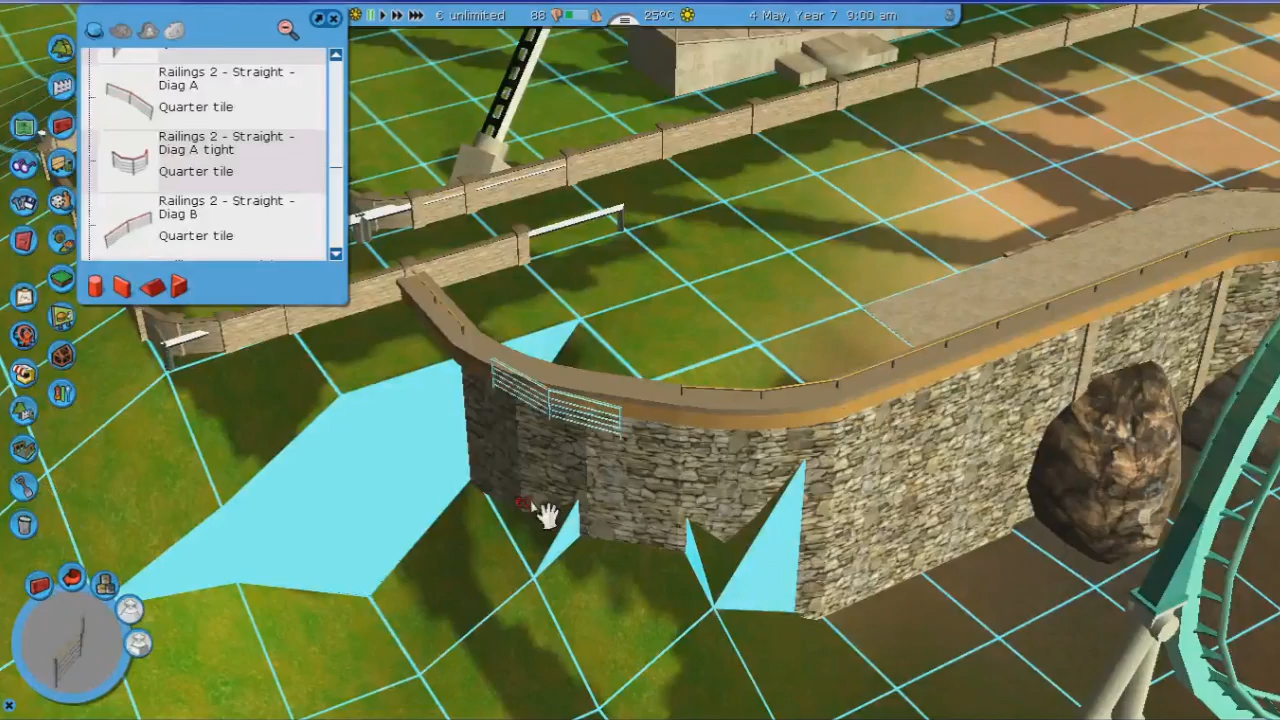 € unlimited 88 25°C 4 May, Year 7 9:00 am
Railings 2 - Straight -
Diag A
Quarter tile
Railings 2 - Straight -
Diag A tight
Quarter tile
Railings 2 - Straight -
Diag B
Quarter tile